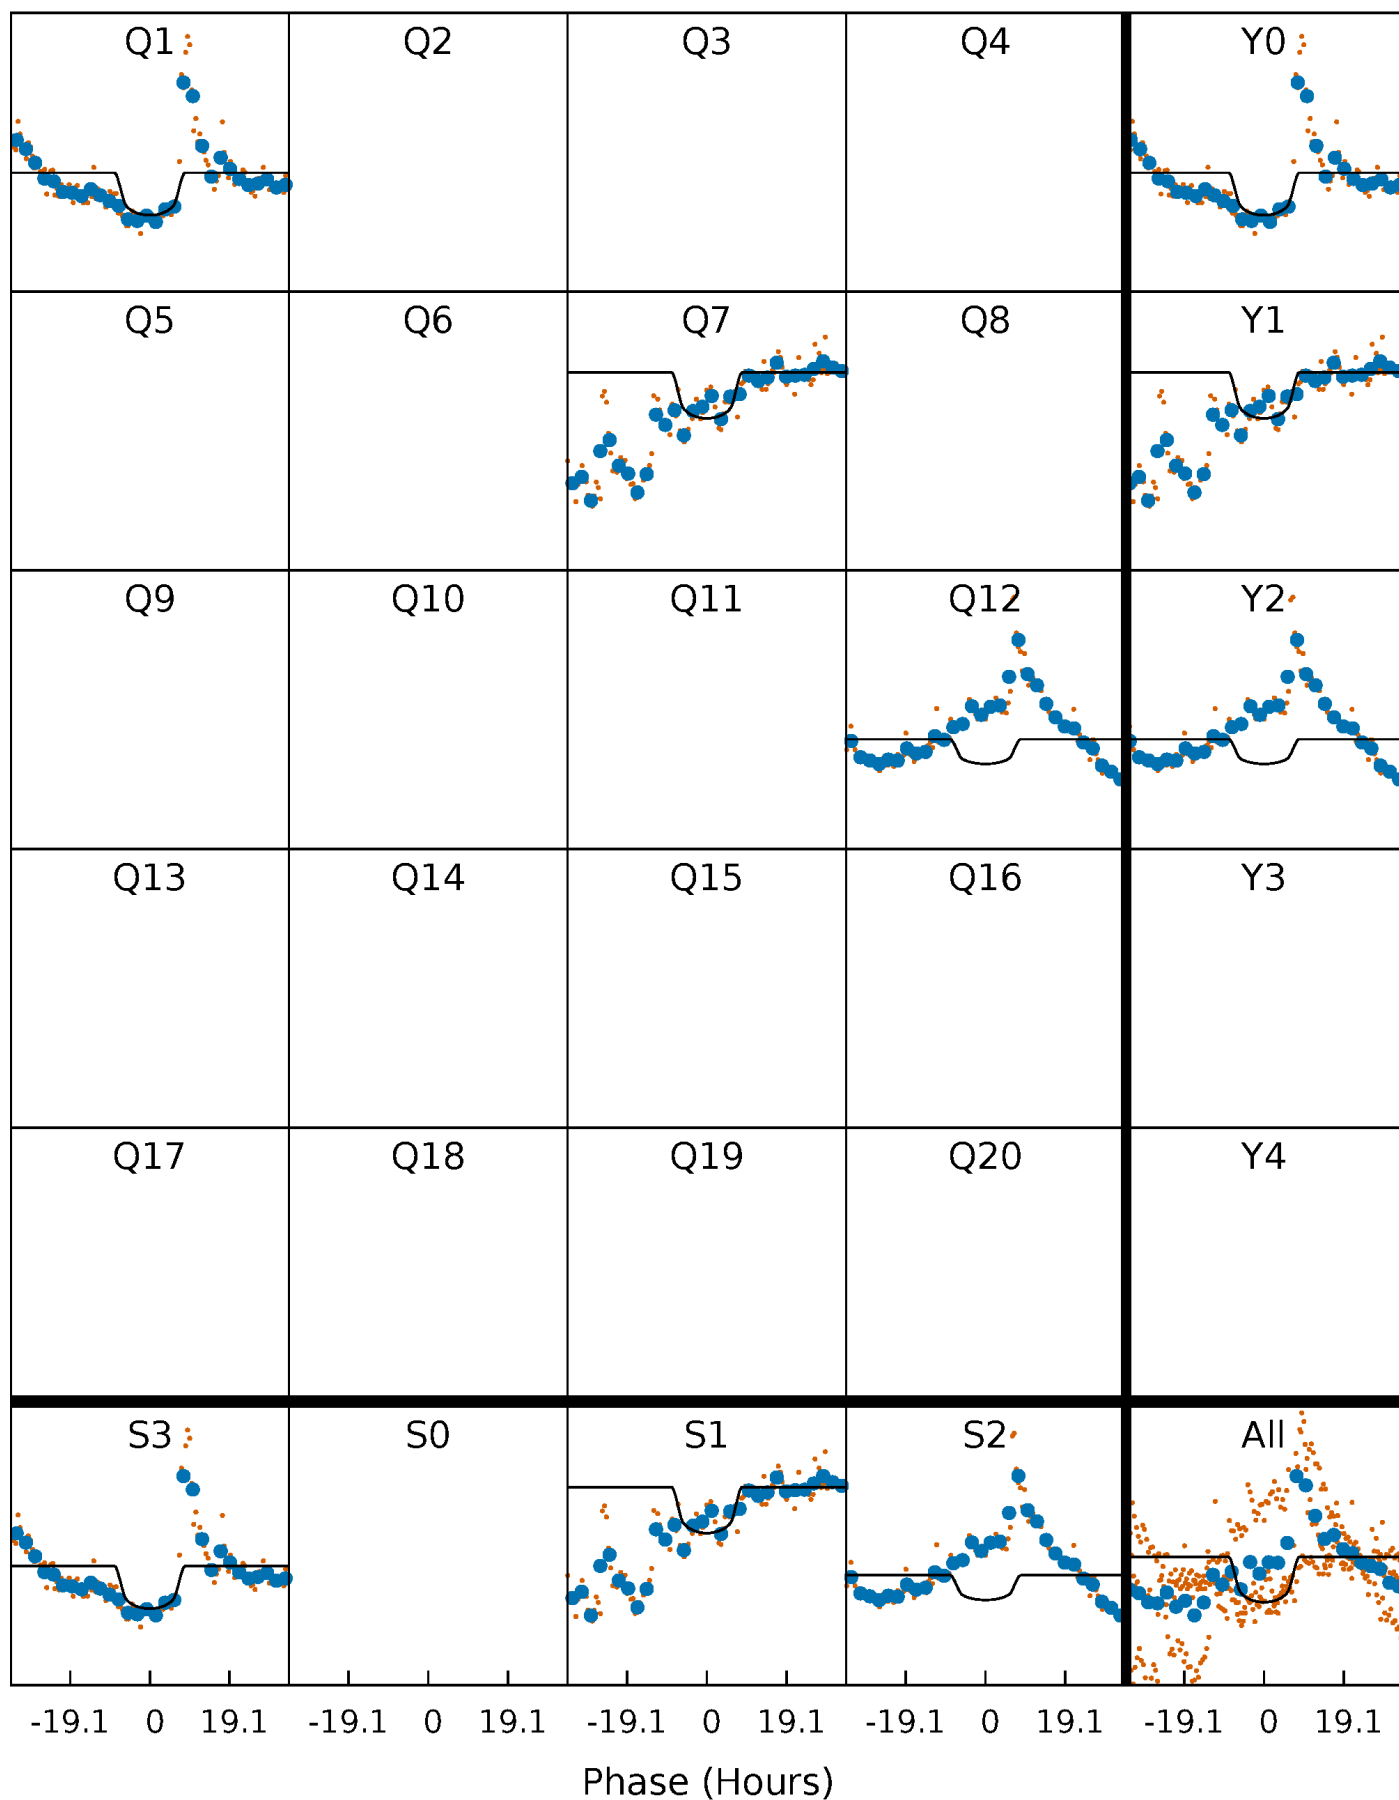 Q1 Q2 Q3 Q4 Y0
Q5 Q6 Q7 Q8 Y1
Q9 Q10 Q11 Q12 Y2
Q13 Q14 Q15 Q16 Y3
Q17 Q18 Q19 Q20 Y4
S3 S0 S1 S2 All
-19.1 0 19.1 -19.1 0 19.1 -19.1 0 19.1 -19.1 0 19.1 -19.1 0 19.1
Phase (Hours)